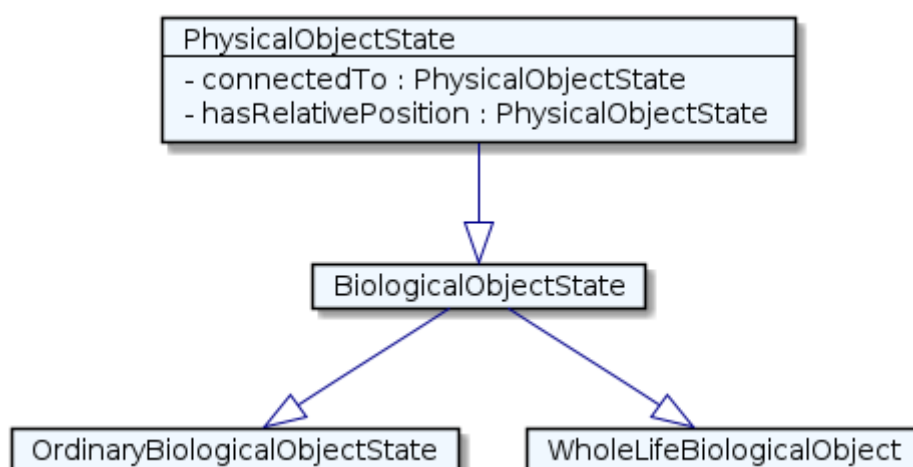 PhysicalObjectState
- connectedTo : PhysicalObjectState
- hasRelativePosition : PhysicalObjectState
BiologicalObjectState
OrdinaryBiologicalObjectState
WholeLifeBiologicalObject